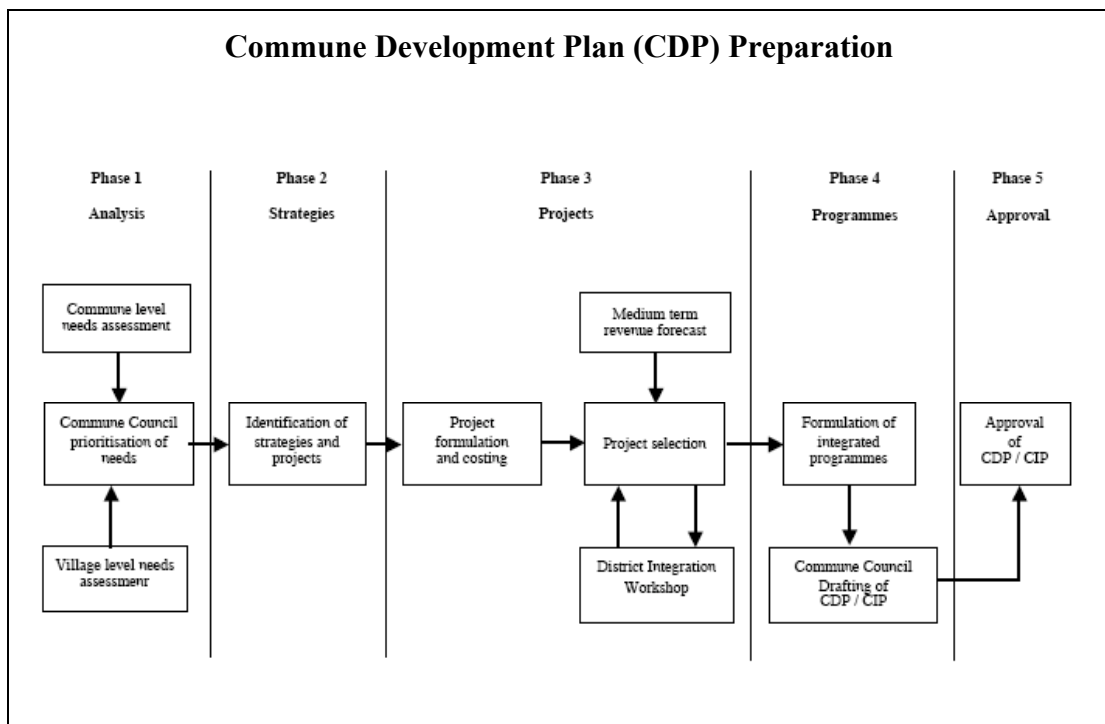 Commune Development Plan (CDP) Preparation
Phase 1
Analysis
Phase 2
Strategies
Phase 3
Projects
Phase 4
Programmes
Phase 5
Approval
Commune level
needs assessment
Medium term
revenue forecast
Commune Council
prioritisation of
needs
Identification of
strategies and
projects
Project
formulation
and costing
Project selection
Formulation of
integrated
programmes
Approval
of
CDP / CIP
Village level needs
assessmenr
District Integration
Workshop
Commune Council
Drafting of
CDP / CIP